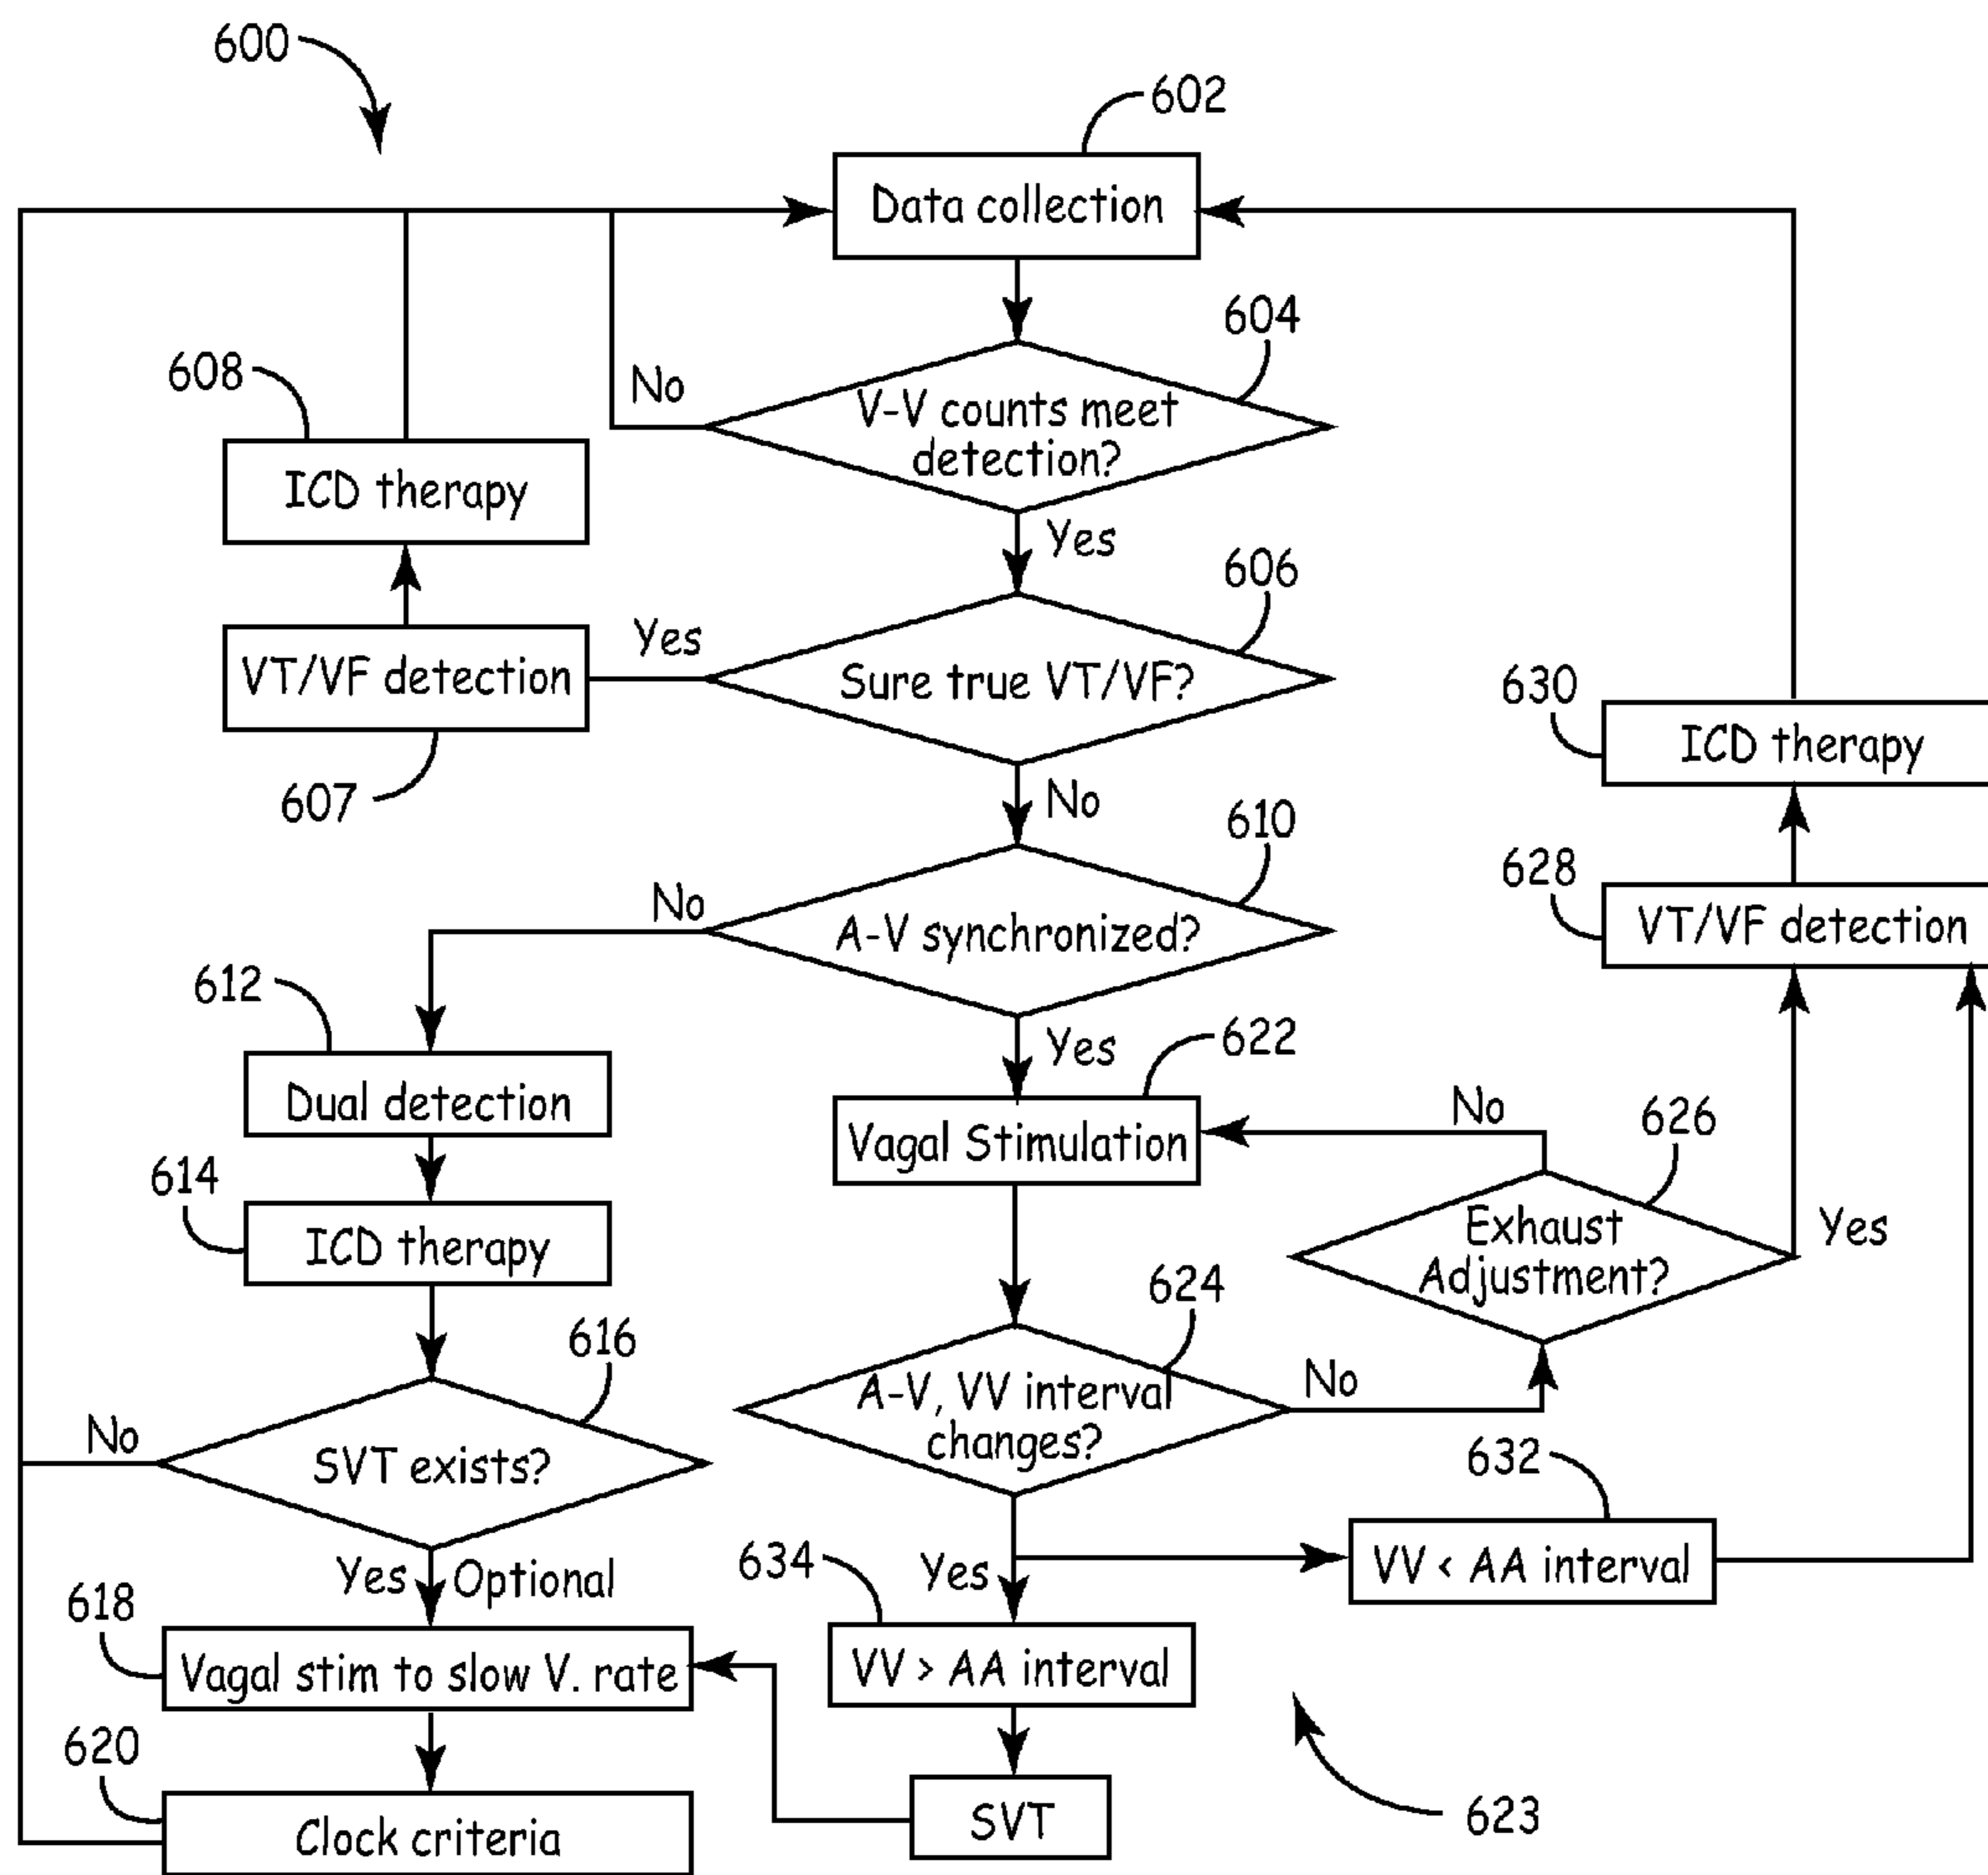 600
602
Data collection
604
No
V-V counts meet
detection?
608
ICD therapy
Yes
606
Yes
VT/VF detection
Sure true VT/VF?
607
No
630
ICD therapy
610
No
A-V synchronized?
628
VT/VF detection
612
Yes
622
Dual detection
Vagal Stimulation
No
626
614
ICD therapy
Exhaust
Adjustment?
Yes
616
624
No
SVT exists?
A-V, VV interval
changes?
No
632
Yes
Optional
634
Yes
VV < AA interval
618
Vagal stim to slow V. rate
VV > AA interval
620
Clock criteria
SVT
623